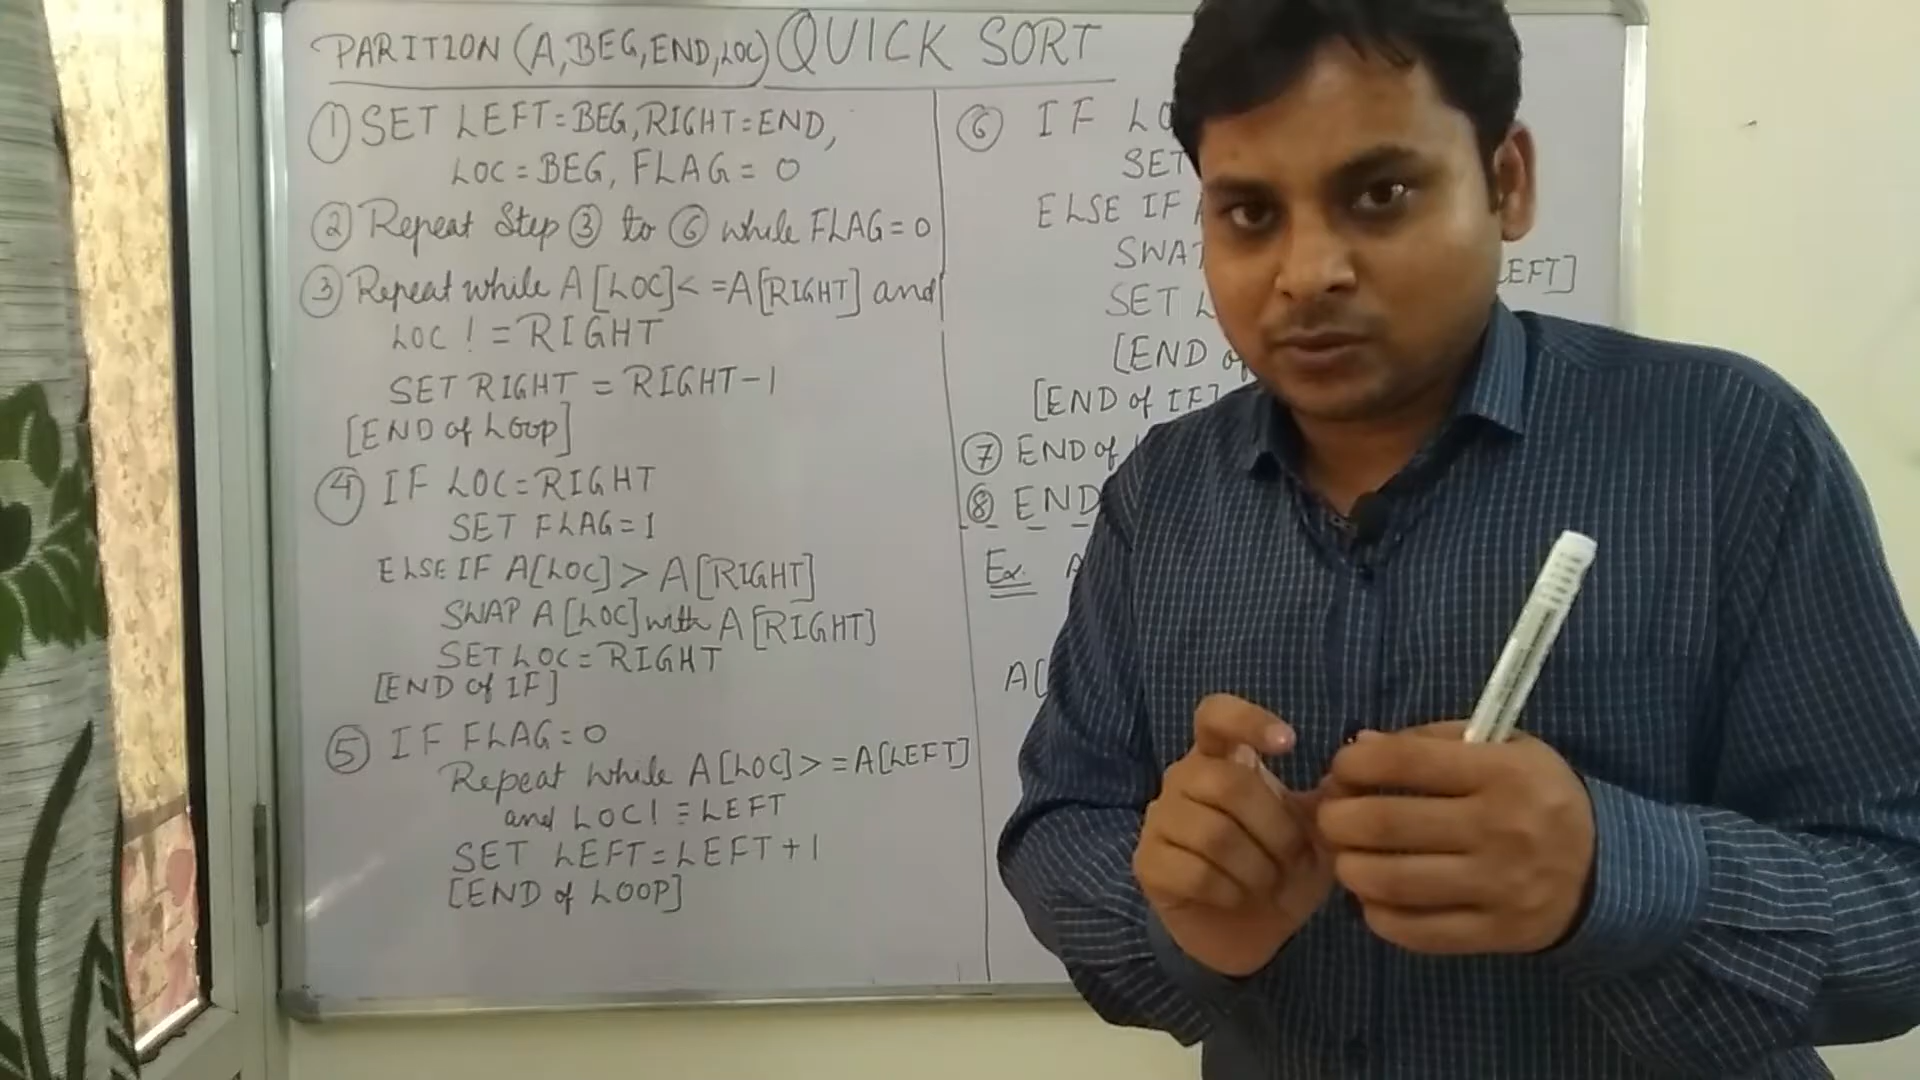 PARITION (A,BEG,END,LOC) QUICK SORT
① SET LEFT=BEG, RIGHT=END,
LOC = BEG, FLAG = 0
② Repeat Step ③ to ⑥ while FLAG = 0
③ Repeat while A[LOC]< =A[RIGHT] and
LOC ! = RIGHT
SET RIGHT = RIGHT-1
[END of LOOP]
④ IF LOC=RIGHT
SET FLAG=1
ELSE IF A[LOC] > A[RIGHT]
SWAP A[LOC] with A[RIGHT]
SET LOC=RIGHT
[END of IF]
⑤ IF FLAG=0
Repeat while A[LOC]> =A[LEFT]
and LOC! =LEFT
SET LEFT=LEFT+1
[END of LOOP]
⑥ IF
SET
ELSE IF
LEFT]
SET
[END of
[END of IF]
⑦ END of
⑧ END
Ex.
A[